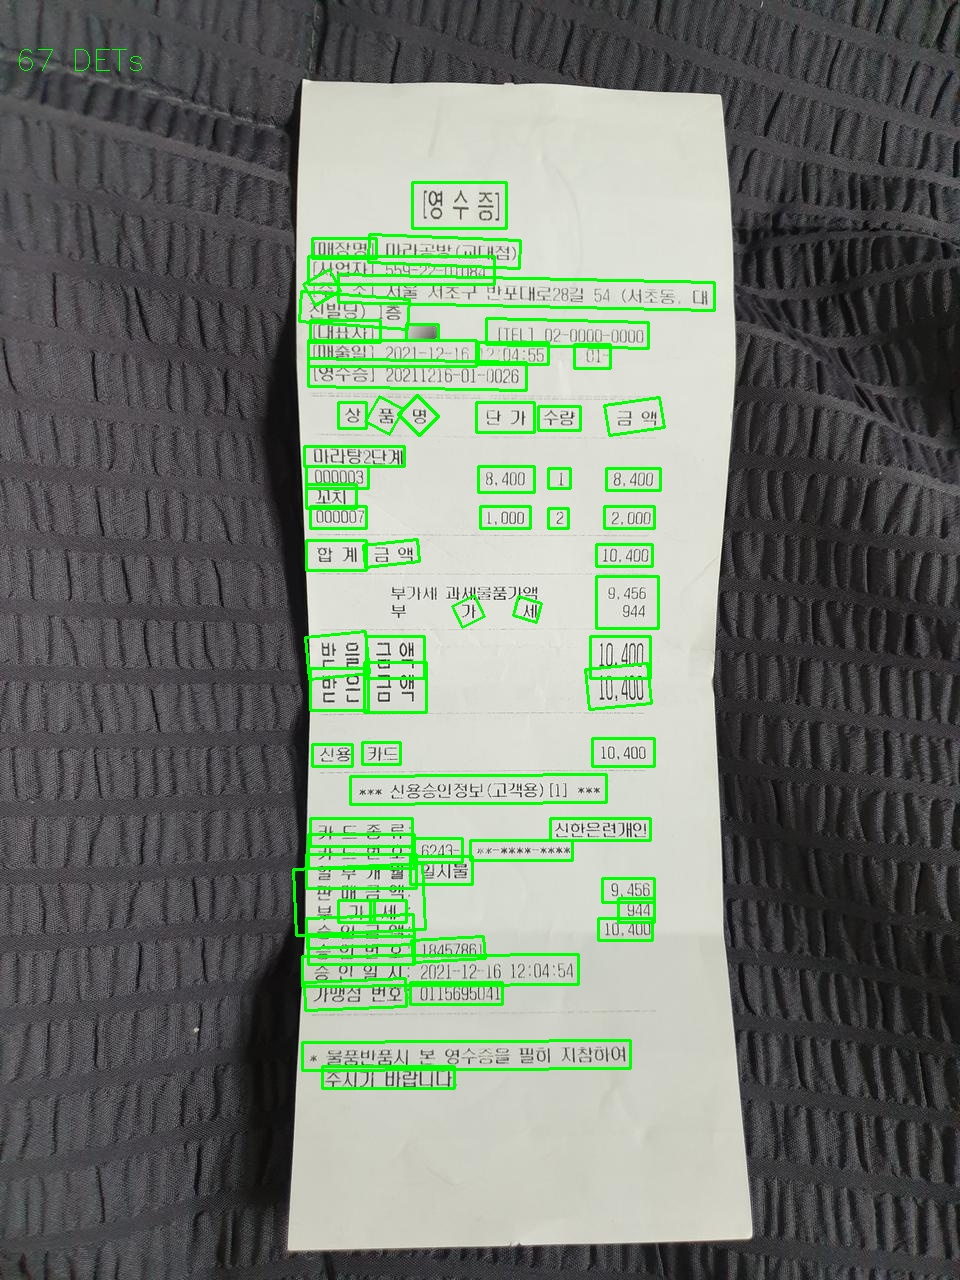 67 DETs
[영 수 증]
[매장명] 마라공방(교대점)
[사업자] 559-22-01084
[주 소] 서울 서초구 반포대로28길 54 (서초동, 대
진빌딩) 1층
[대표자] [TEL] 02-0000-0000
[매출일] 2021-12-16 12:04:55 01-
[영수증] 20211216-01-0026
상 품 명 단 가 수량 금 액
마라탕2단계
000003 8,400 1 8,400
꼬치
000007 1,000 2 2,000
합 계 금 액 10,400
부가세 과세물품가액 9,456
부 가 세 944
받 을 금 액 10,400
받 은 금 액 10,400
신용 카드 10,400
*** 신용승인정보(고객용)[1] ***
카 드 종 류: 신한은련개인
카 드 번 호: 6243- **-****-****
할 부 개 월: 일시불
판 매 금 액: 9,456
부 가 세 : 944
승 인 금 액: 10,400
승 인 번 호: 18457861
승 인 일 시: 2021-12-16 12:04:54
가맹점 번호: 0115695041
* 물품반품시 본 영수증을 필히 지참하여
주시기 바랍니다